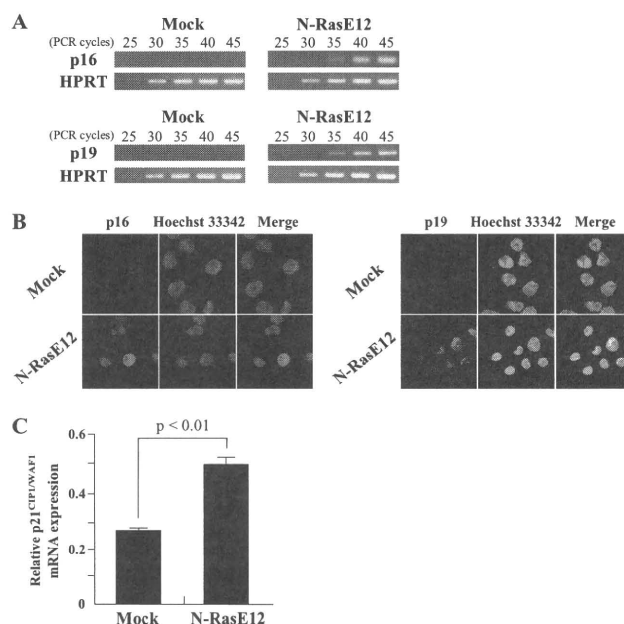 A
Mock N-RasE12
(PCR cycles) 25 30 35 40 45 25 30 35 40 45
p16
HPRT
Mock N-RasE12
(PCR cycles) 25 30 35 40 45 25 30 35 40 45
p19
HPRT
B
p16 Hoechst 33342 Merge p19 Hoechst 33342 Merge
Mock Mock
N-RasE12 N-RasE12
C
p < 0.01
Relative p21CIP1/WAF1
mRNA expression
0.6
0.4
0.2
0
Mock N-RasE12